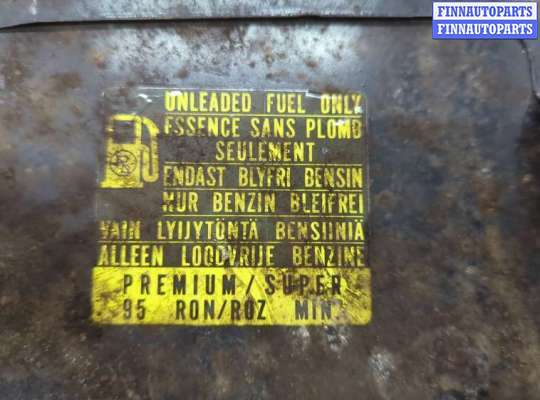 FINNAUTOPARTS
FINNAUTOPARTS
UNLEADED FUEL ONLY
ESSENCE SANS PLOMB
SEULEMENT
ENDAST BLYFRI BENSIN
NUR BENZIN BLEIFREI
VAIN LYIJYTÖNTÄ BENSIINIÄ
ALLEEN LOODVRIJE BENZINE
PREMIUM/SUPER
95 RON/ROZ MIN.